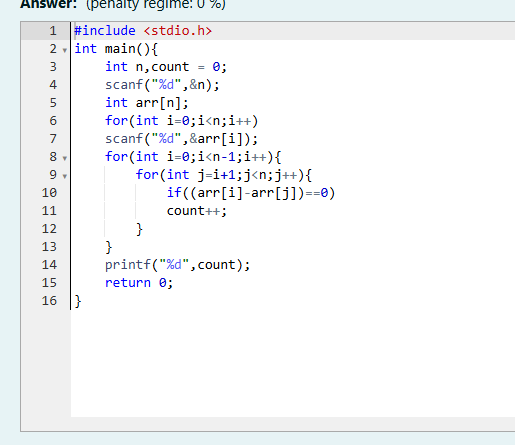 Answer: (penalty regime: 0 %)
1 #include <stdio.h>
2 int main(){
3 int n,count = 0;
4 scanf("%d",&n);
5 int arr[n];
6 for(int i=0;i<n;i++)
7 scanf("%d",&arr[i]);
8 for(int i=0;i<n-1;i++){
9 for(int j=i+1;j<n;j++){
10 if((arr[i]-arr[j])==0)
11 count++;
12 }
13 }
14 printf("%d",count);
15 return 0;
16 }